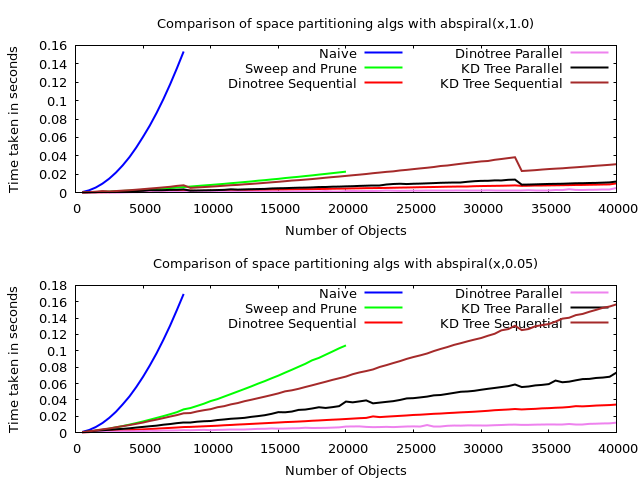 Comparison of space partitioning algs with abspiral(x,1.0)
Time taken in seconds
0.16
0.14
0.12
0.1
0.08
0.06
0.04
0.02
0
Naive
Sweep and Prune
Dinotree Sequential
Dinotree Parallel
KD Tree Parallel
KD Tree Sequential
0 5000 10000 15000 20000 25000 30000 35000 40000
Number of Objects
Comparison of space partitioning algs with abspiral(x,0.05)
Time taken in seconds
0.18
0.16
0.14
0.12
0.1
0.08
0.06
0.04
0.02
0
Naive
Sweep and Prune
Dinotree Sequential
Dinotree Parallel
KD Tree Parallel
KD Tree Sequential
0 5000 10000 15000 20000 25000 30000 35000 40000
Number of Objects